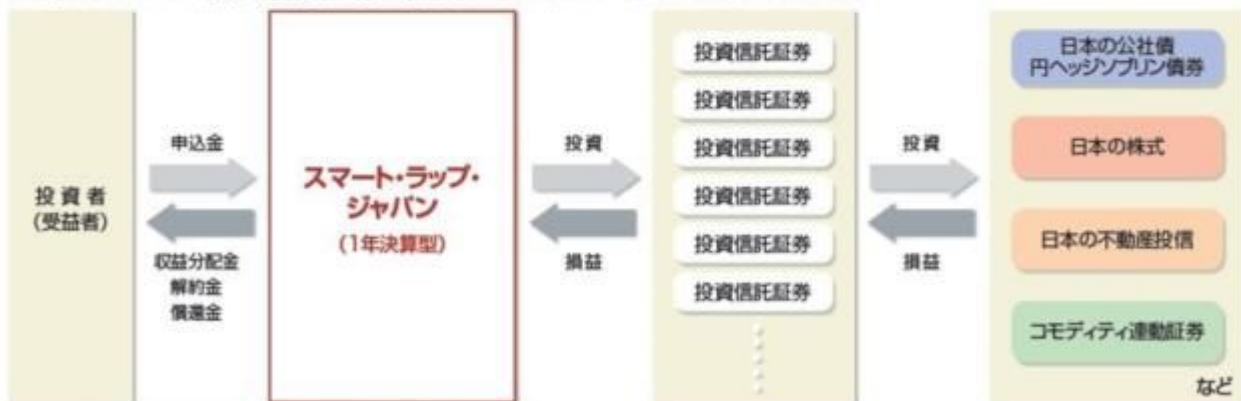 投資者
(受益者)
申込金
収益分配金
解約金
償還金
スマート・ラップ・
ジャパン
(1年決算型)
投資
損益
投資信託証券
投資信託証券
投資信託証券
投資信託証券
投資信託証券
投資信託証券
投資
損益
日本の公社債
円ヘッジソブリン債券
日本の株式
日本の不動産投信
コモディティ連動証券
など